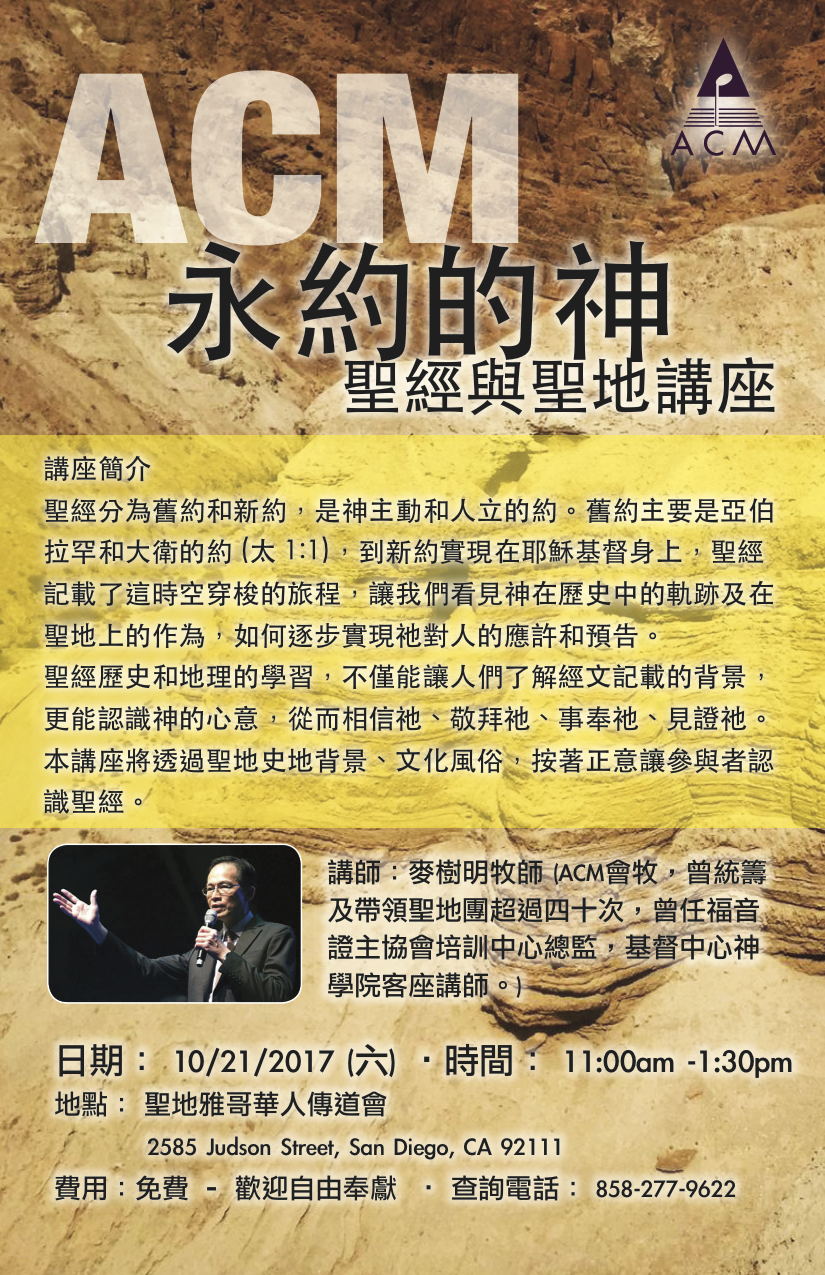 ACM
ACM
永約的神
聖經與聖地講座
講座簡介
聖經分為舊約和新約，是神主動和人立的約。舊約主要是亞伯
拉罕和大衛的約 (太 1:1)，到新約實現在耶穌基督身上，聖經
記載了這時空穿梭的旅程，讓我們看見神在歷史中的軌跡及在
聖地上的作為，如何逐步實現祂對人的應許和預告。
聖經歷史和地理的學習，不僅能讓人們了解經文記載的背景，
更能認識神的心意，從而相信祂、敬拜祂、事奉祂、見證祂。
本講座將透過聖地史地背景、文化風俗，按著正意讓參與者認
識聖經。
講師：麥樹明牧師 (ACM會牧，曾統籌
及帶領聖地團超過四十次，曾任福音
證主協會培訓中心總監，基督中心神
學院客座講師。)
日期： 10/21/2017 (六) ・時間： 11:00am -1:30pm
地點： 聖地雅哥華人傳道會
2585 Judson Street, San Diego, CA 92111
費用：免費 - 歡迎自由奉獻 ・ 查詢電話： 858-277-9622